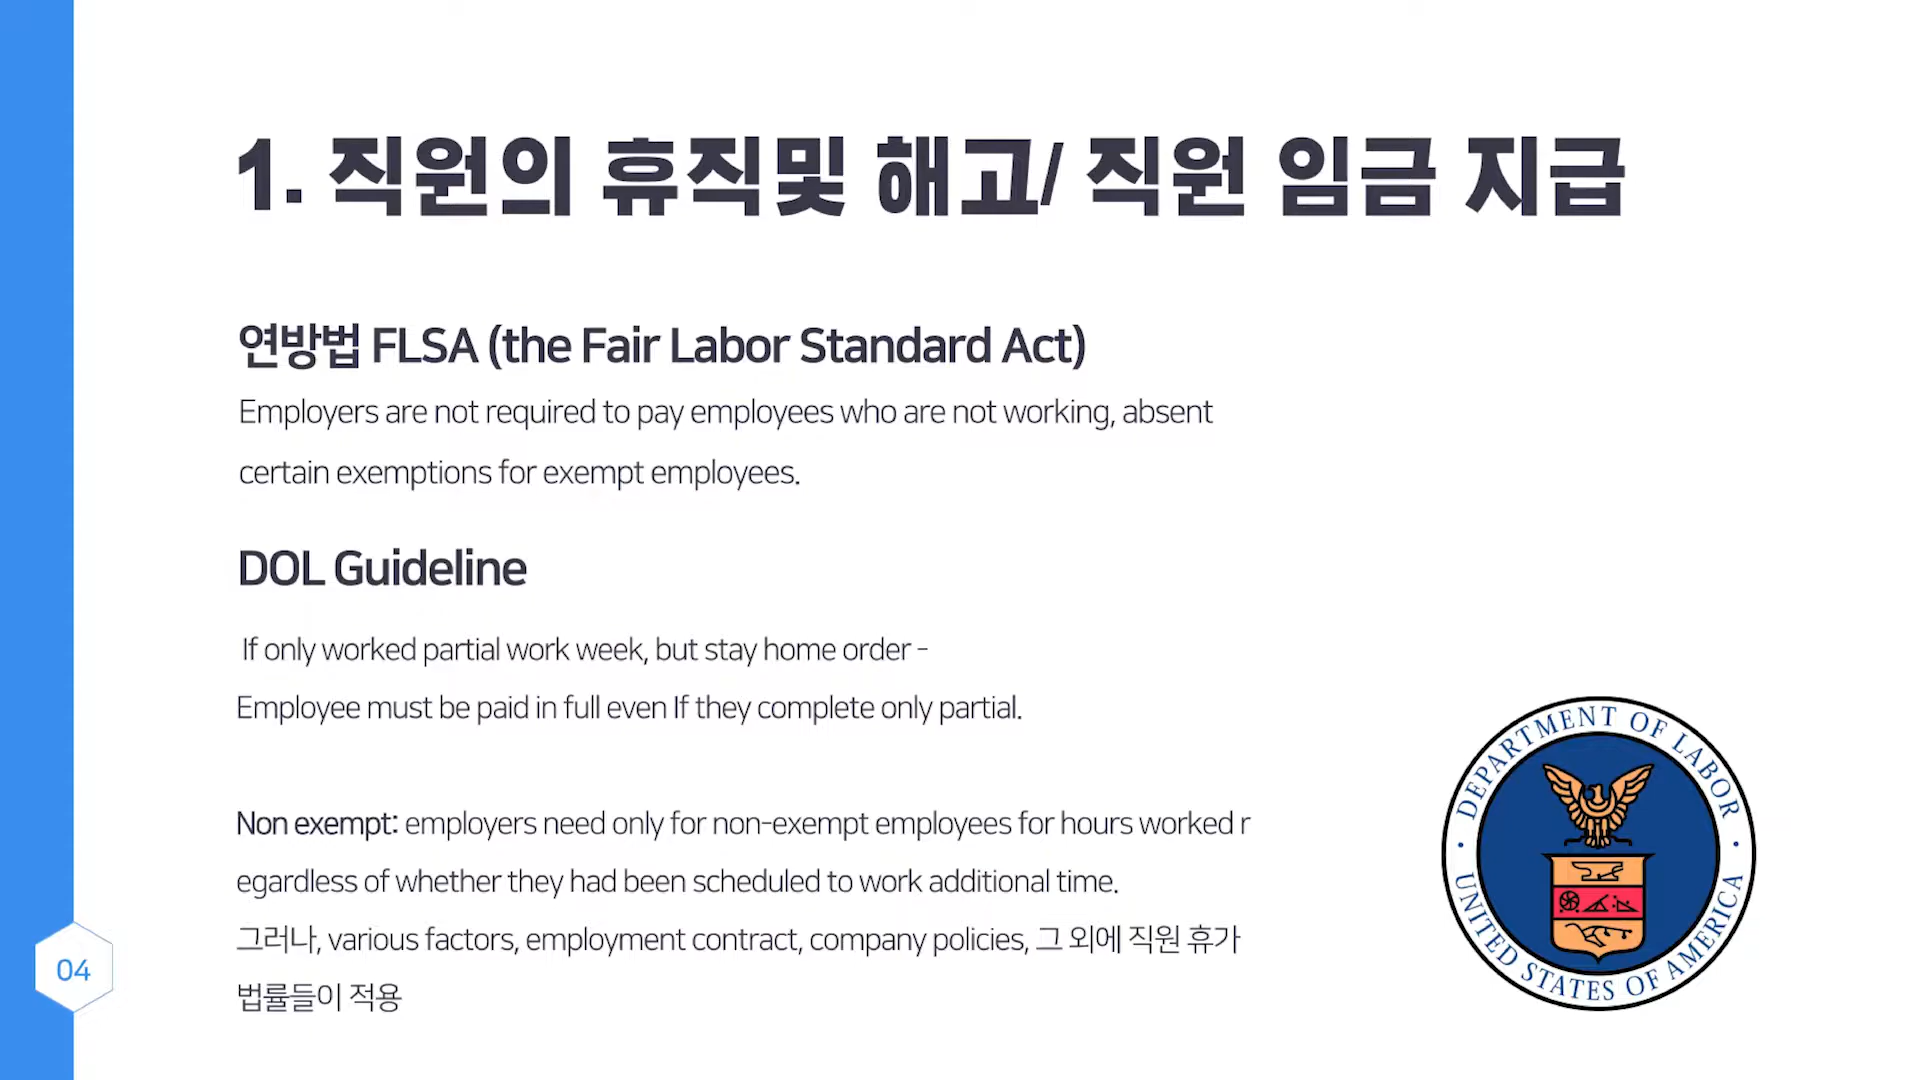 1. 직원의 휴직및 해고/ 직원 임금 지급
연방법 FLSA (the Fair Labor Standard Act)
Employers are not required to pay employees who are not working, absent
certain exemptions for exempt employees.
DOL Guideline
If only worked partial work week, but stay home order -
Employee must be paid in full even If they complete only partial.
Non exempt: employers need only for non-exempt employees for hours worked r
egardless of whether they had been scheduled to work additional time.
그러나, various factors, employment contract, company policies, 그 외에 직원 휴가
법률들이 적용
04
DEPARTMENT OF LABOR
UNITED STATES OF AMERICA